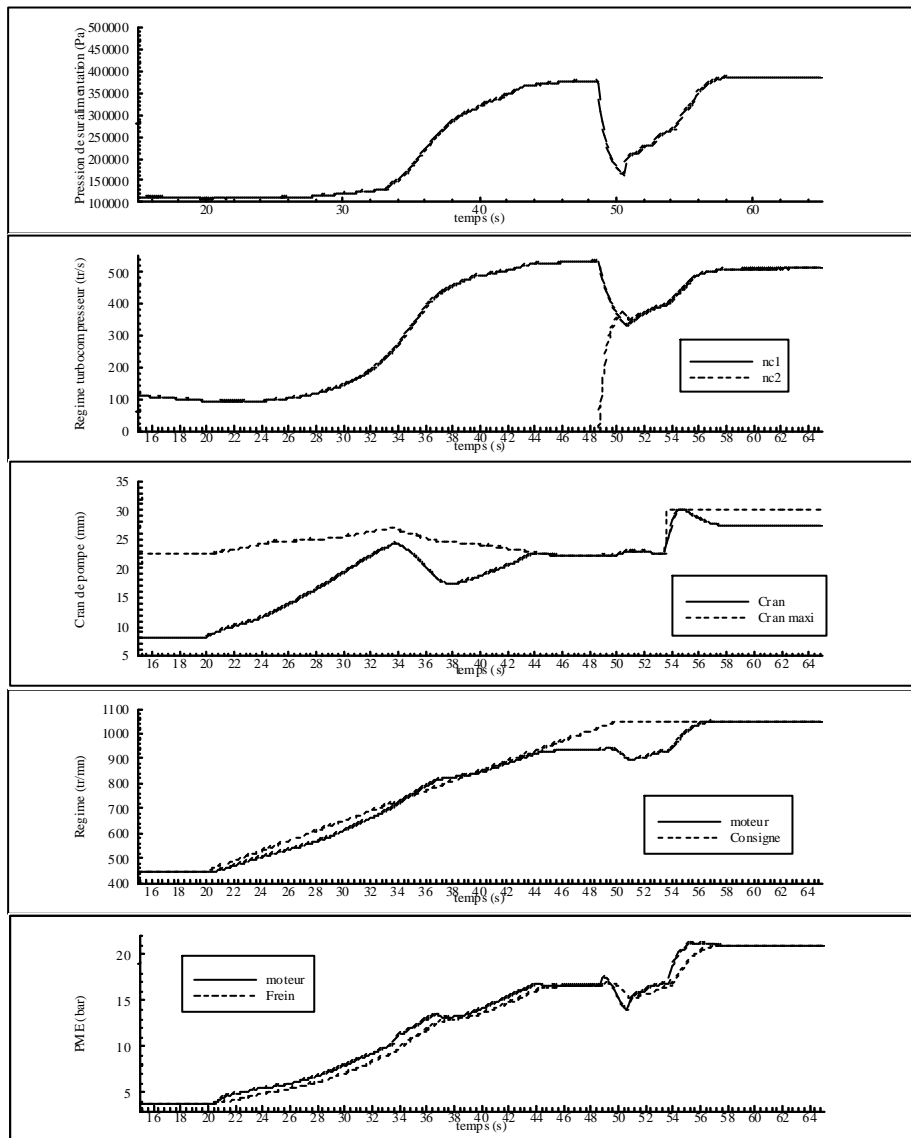 Pression de suralimentation (Pa)
500000
450000
400000
350000
300000
250000
200000
150000
100000
20 30 40 50 60
temps (s)
Regime turbocompresseur (tr/s)
500
400
300
200
100
0
nc1
nc2
16 18 20 22 24 26 28 30 32 34 36 38 40 42 44 46 48 50 52 54 56 58 60 62 64
temps (s)
Cran de pompe (mm)
35
30
25
20
15
10
5
Cran
Cran maxi
16 18 20 22 24 26 28 30 32 34 36 38 40 42 44 46 48 50 52 54 56 58 60 62 64
temps (s)
Regime (tr/mn)
1100
1000
900
800
700
600
500
400
moteur
Consigne
16 18 20 22 24 26 28 30 32 34 36 38 40 42 44 46 48 50 52 54 56 58 60 62 64
temps (s)
PME (bar)
20
15
10
5
moteur
Frein
16 18 20 22 24 26 28 30 32 34 36 38 40 42 44 46 48 50 52 54 56 58 60 62 64
temps (s)